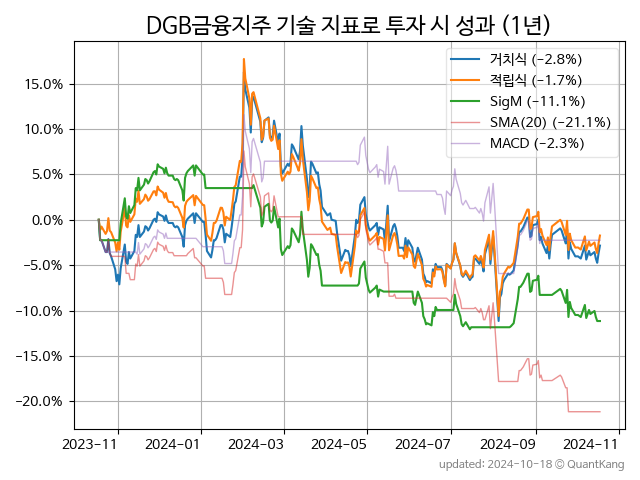 DGB금융지주 기술 지표로 투자 시 성과 (1년)
거치식 (−2.8%)
적립식 (−1.7%)
SigM (−11.1%)
SMA(20) (−21.1%)
MACD (−2.3%)
15.0%
10.0%
5.0%
0.0%
−5.0%
−10.0%
−15.0%
−20.0%
2023-11 2024-01 2024-03 2024-05 2024-07 2024-09 2024-11
updated: 2024-10-18 © QuantKang